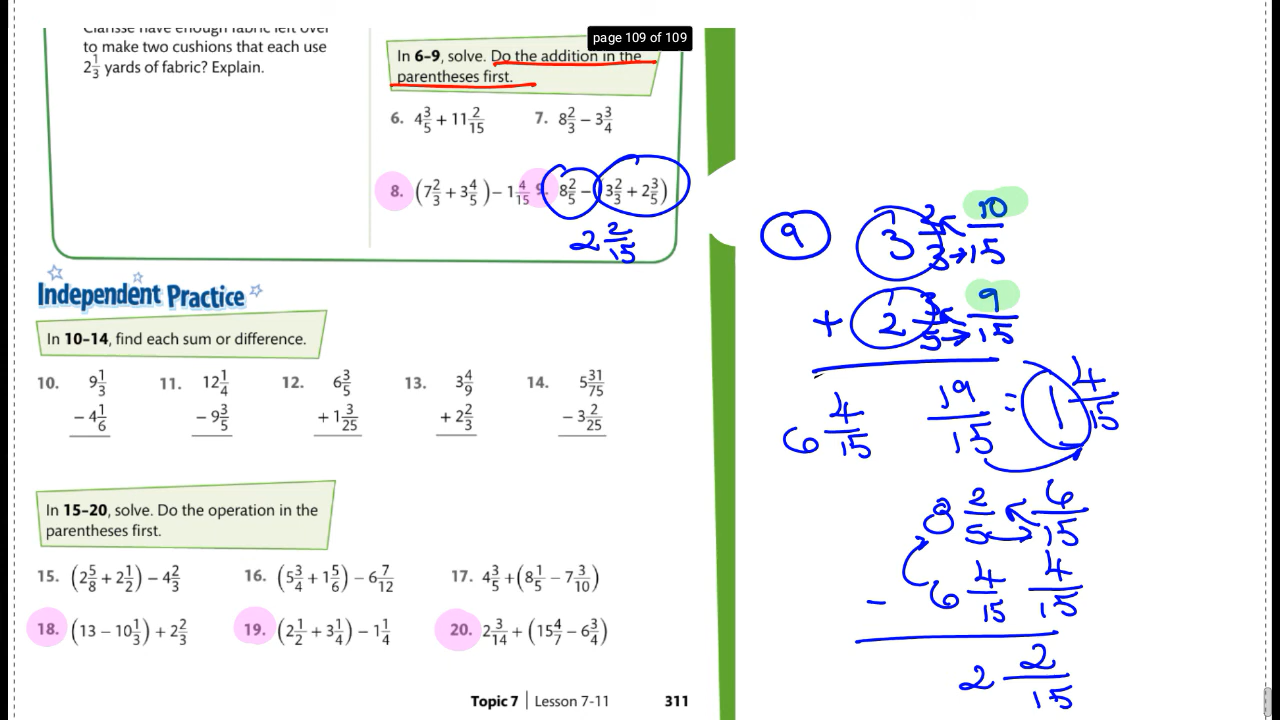 Clarisse have enough fabric left over
to make two cushions that each use
2 1/3 yards of fabric? Explain.
page 109 of 109
In 6–9, solve. Do the addition in the
parentheses first.
6. 4 3/5 + 11 2/15 7. 8 2/3 − 3 3/4
8. (7 2/3 + 3 4/5) − 1 4/15 9. 8 2/5 − (3 2/3 + 2 3/5)
2 2/15
Independent Practice
In 10–14, find each sum or difference.
10. 9 1/3 11. 12 1/4 12. 6 3/5 13. 3 4/9 14. 5 31/75
− 4 1/6 − 9 3/5 + 1 3/25 + 2 2/3 − 3 2/25
In 15–20, solve. Do the operation in the
parentheses first.
15. (2 5/8 + 2 1/2) − 4 2/3 16. (5 3/4 + 1 5/6) − 6 7/12 17. 4 3/5 + (8 1/5 − 7 3/10)
18. (13 − 10 1/3) + 2 2/3 19. (2 1/2 + 3 1/4) − 1 1/4 20. 2 3/14 + (15 4/7 − 6 3/4)
Topic 7 | Lesson 7-11 311
9 3 2/3 → 10/15
+ 2 3/5 → 9/15
6 4/15 19/15 = 1 4/15
8 2/5 6/15
− 6 4/15 4/15
2 2/15